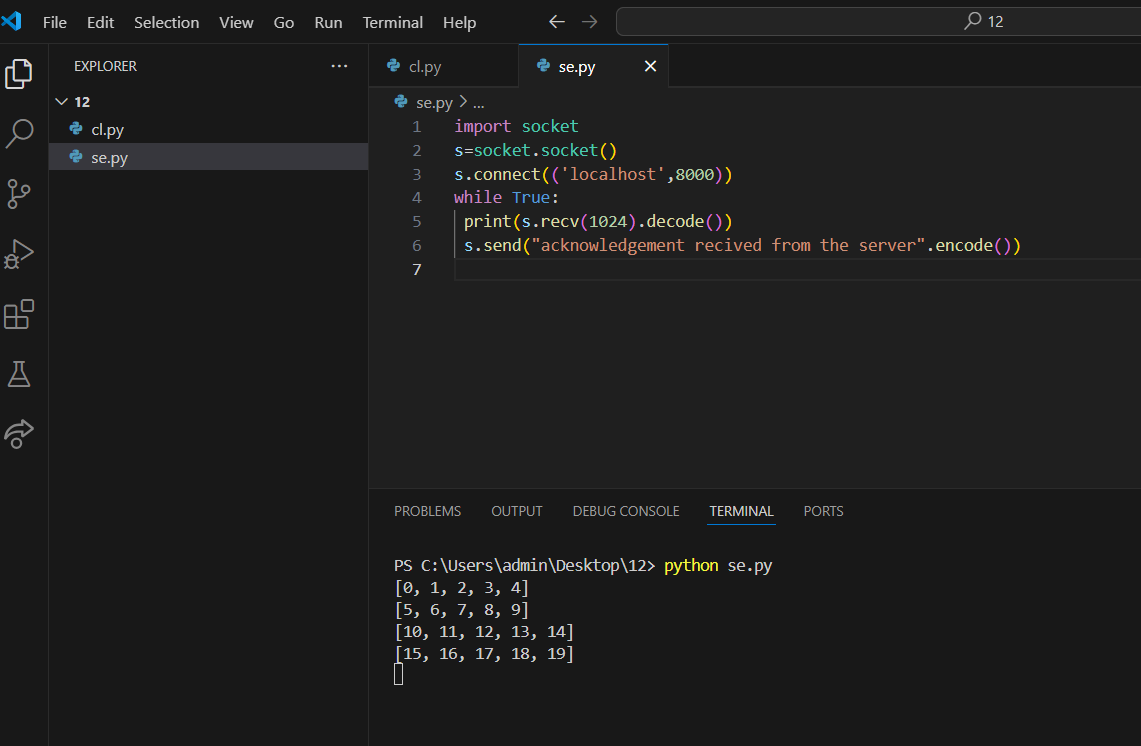 File Edit Selection View Go Run Terminal Help 12
EXPLORER ...
12
cl.py
se.py
cl.py se.py
se.py > ...
1 import socket
2 s=socket.socket()
3 s.connect(('localhost',8000))
4 while True:
5 print(s.recv(1024).decode())
6 s.send("acknowledgement recived from the server".encode())
7
PROBLEMS OUTPUT DEBUG CONSOLE TERMINAL PORTS
PS C:\Users\admin\Desktop\12> python se.py
[0, 1, 2, 3, 4]
[5, 6, 7, 8, 9]
[10, 11, 12, 13, 14]
[15, 16, 17, 18, 19]